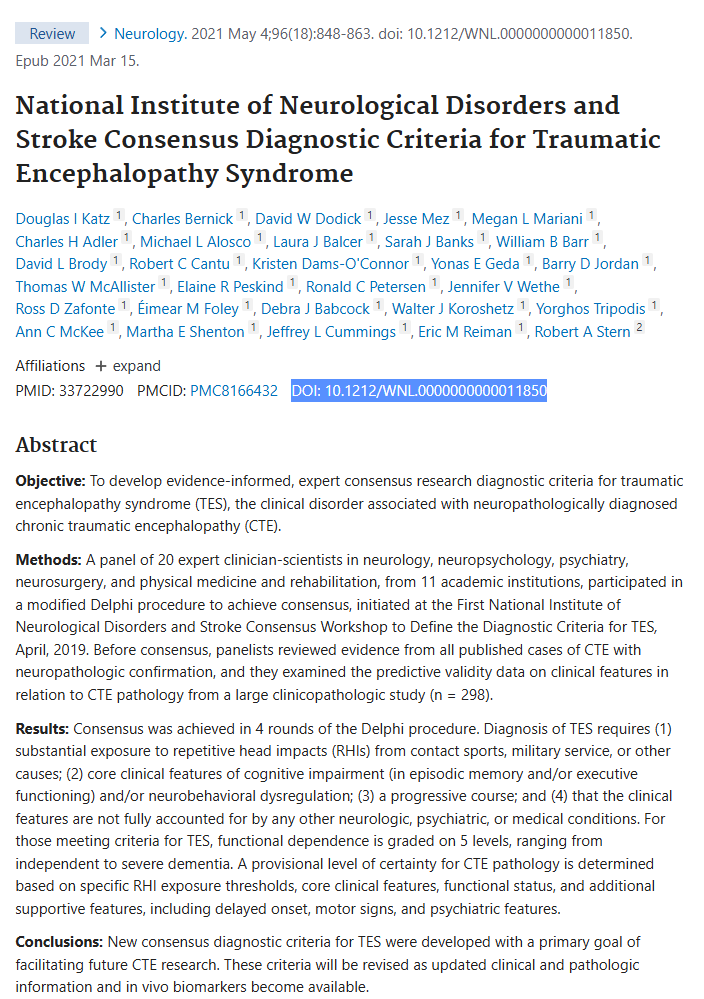 Review > Neurology. 2021 May 4;96(18):848-863. doi: 10.1212/WNL.0000000000011850.
Epub 2021 Mar 15.
National Institute of Neurological Disorders and
Stroke Consensus Diagnostic Criteria for Traumatic
Encephalopathy Syndrome
Douglas I Katz 1, Charles Bernick 1, David W Dodick 1, Jesse Mez 1, Megan L Mariani 1,
Charles H Adler 1, Michael L Alosco 1, Laura J Balcer 1, Sarah J Banks 1, William B Barr 1,
David L Brody 1, Robert C Cantu 1, Kristen Dams-O'Connor 1, Yonas E Geda 1, Barry D Jordan 1,
Thomas W McAllister 1, Elaine R Peskind 1, Ronald C Petersen 1, Jennifer V Wethe 1,
Ross D Zafonte 1, Éimear M Foley 1, Debra J Babcock 1, Walter J Koroshetz 1, Yorghos Tripodis 1,
Ann C McKee 1, Martha E Shenton 1, Jeffrey L Cummings 1, Eric M Reiman 1, Robert A Stern 2
Affiliations + expand
PMID: 33722990 PMCID: PMC8166432 DOI: 10.1212/WNL.0000000000011850
Abstract
Objective: To develop evidence-informed, expert consensus research diagnostic criteria for traumatic
encephalopathy syndrome (TES), the clinical disorder associated with neuropathologically diagnosed
chronic traumatic encephalopathy (CTE).
Methods: A panel of 20 expert clinician-scientists in neurology, neuropsychology, psychiatry,
neurosurgery, and physical medicine and rehabilitation, from 11 academic institutions, participated in
a modified Delphi procedure to achieve consensus, initiated at the First National Institute of
Neurological Disorders and Stroke Consensus Workshop to Define the Diagnostic Criteria for TES,
April, 2019. Before consensus, panelists reviewed evidence from all published cases of CTE with
neuropathologic confirmation, and they examined the predictive validity data on clinical features in
relation to CTE pathology from a large clinicopathologic study (n = 298).
Results: Consensus was achieved in 4 rounds of the Delphi procedure. Diagnosis of TES requires (1)
substantial exposure to repetitive head impacts (RHIs) from contact sports, military service, or other
causes; (2) core clinical features of cognitive impairment (in episodic memory and/or executive
functioning) and/or neurobehavioral dysregulation; (3) a progressive course; and (4) that the clinical
features are not fully accounted for by any other neurologic, psychiatric, or medical conditions. For
those meeting criteria for TES, functional dependence is graded on 5 levels, ranging from
independent to severe dementia. A provisional level of certainty for CTE pathology is determined
based on specific RHI exposure thresholds, core clinical features, functional status, and additional
supportive features, including delayed onset, motor signs, and psychiatric features.
Conclusions: New consensus diagnostic criteria for TES were developed with a primary goal of
facilitating future CTE research. These criteria will be revised as updated clinical and pathologic
information and in vivo biomarkers become available.